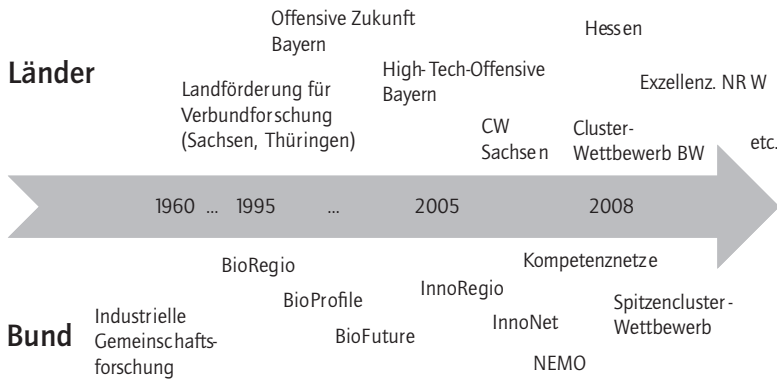 Länder
Offensive Zukunft
Bayern
Landförderung für
Verbundforschung
(Sachsen, Thüringen)
High-Tech-Offensive
Bayern
CW
Sachsen
Hessen
Exzellenz. NRW
Cluster-
Wettbewerb BW
etc.
1960 ... 1995 ... 2005 2008
Bund
Industrielle
Gemeinschafts-
forschung
BioRegio
BioProfile
BioFuture
InnoRegio
InnoNet
NEMO
Kompetenznetze
Spitzencluster-
Wettbewerb